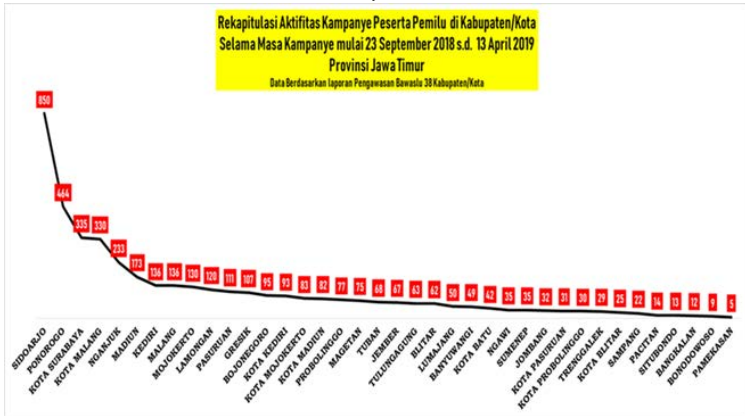 Rekapitulasi Aktifitas Kampanye Peserta Pemilu di Kabupaten/Kota
Selama Masa Kampanye mulai 23 September 2018 s.d. 13 April 2019
Provinsi Jawa Timur
Data Berdasarkan laporan Pengawasan Bawaslu 38 Kabupaten/Kota
850
464
335
330
233
173
136
136
130
120
111
107
95
93
83
82
77
75
68
67
63
62
50
49
42
35
35
32
31
30
29
25
22
14
13
12
9
5
SIDOARJO
PONOROGO
KOTA SURABAYA
KOTA MALANG
NGANJUK
MADIUN
KEDIRI
MALANG
MOJOKERTO
LAMONGAN
PASURUAN
GRESIK
BOJONEGORO
KOTA KEDIRI
KOTA MOJOKERTO
KOTA MADIUN
PROBOLINGGO
MAGETAN
TUBAN
JEMBER
TULUNGAGUNG
BLITAR
LUMAJANG
BANYUWANGI
KOTA BATU
NGAWI
SUMENEP
JOMBANG
KOTA PASURUAN
KOTA PROBOLINGGO
TRENGGALEK
KOTA BLITAR
SAMPANG
PACITAN
SITUBONDO
BANGKALAN
BONODOWOSO
PAMEKASAN